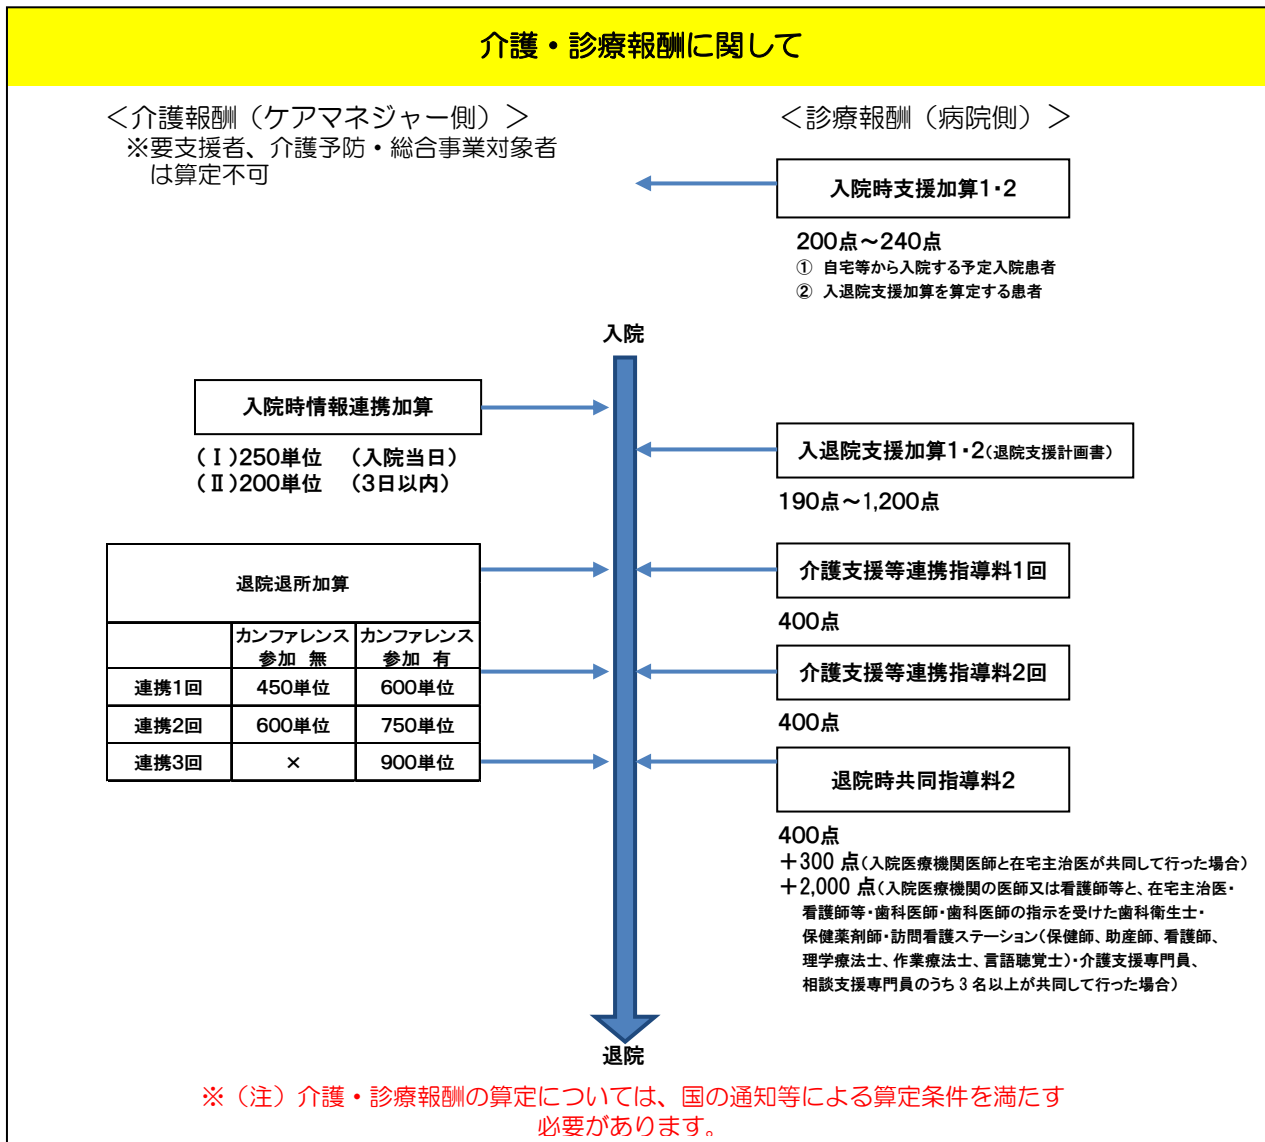 介護・診療報酬に関して
＜介護報酬（ケアマネジャー側）＞
※要支援者、介護予防・総合事業対象者
は算定不可
＜診療報酬（病院側）＞
入院時支援加算1・2
200点～240点
① 自宅等から入院する予定入院患者
② 入退院支援加算を算定する患者
入院
入院時情報連携加算
（Ⅰ）250単位 （入院当日）
（Ⅱ）200単位 （3日以内）
入退院支援加算1・2（退院支援計画書）
190点～1,200点
退院退所加算
カンファレンス参加 無
カンファレンス参加 有
連携1回 450単位 600単位
連携2回 600単位 750単位
連携3回 × 900単位
介護支援等連携指導料1回
400点
介護支援等連携指導料2回
400点
退院時共同指導料2
400点
＋300 点（入院医療機関医師と在宅主治医が共同して行った場合）
＋2,000 点（入院医療機関の医師又は看護師等と、在宅主治医・
看護師等・歯科医師・歯科医師の指示を受けた歯科衛生士・
保健薬剤師・訪問看護ステーション（保健師、助産師、看護師、
理学療法士、作業療法士、言語聴覚士）・介護支援専門員、
相談支援専門員のうち 3 名以上が共同して行った場合）
退院
※（注）介護・診療報酬の算定については、国の通知等による算定条件を満たす
必要があります。